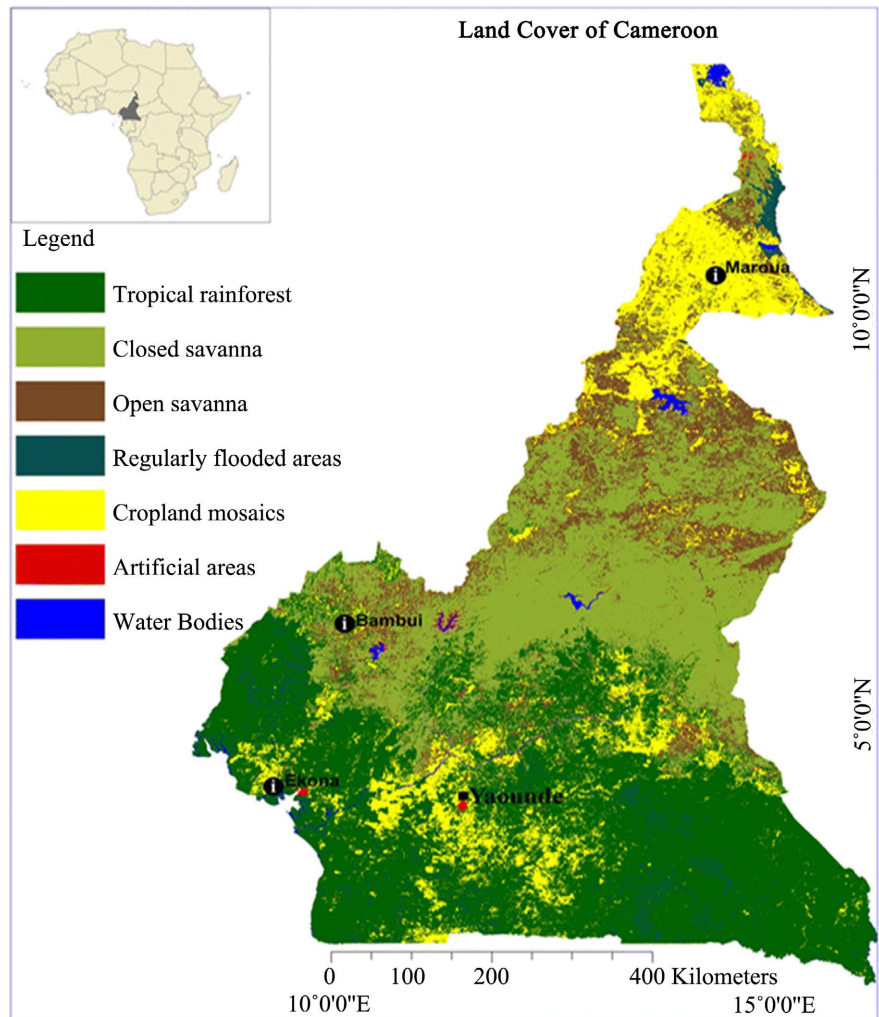 Land Cover of Cameroon
Legend
Tropical rainforest
Closed savanna
Open savanna
Regularly flooded areas
Cropland mosaics
Artificial areas
Water Bodies
i Maroua
10°0'0"N
i Bambui
5°0'0"N
i Ekona
Yaounde
0 100 200 400 Kilometers
10°0'0"E 15°0'0"E